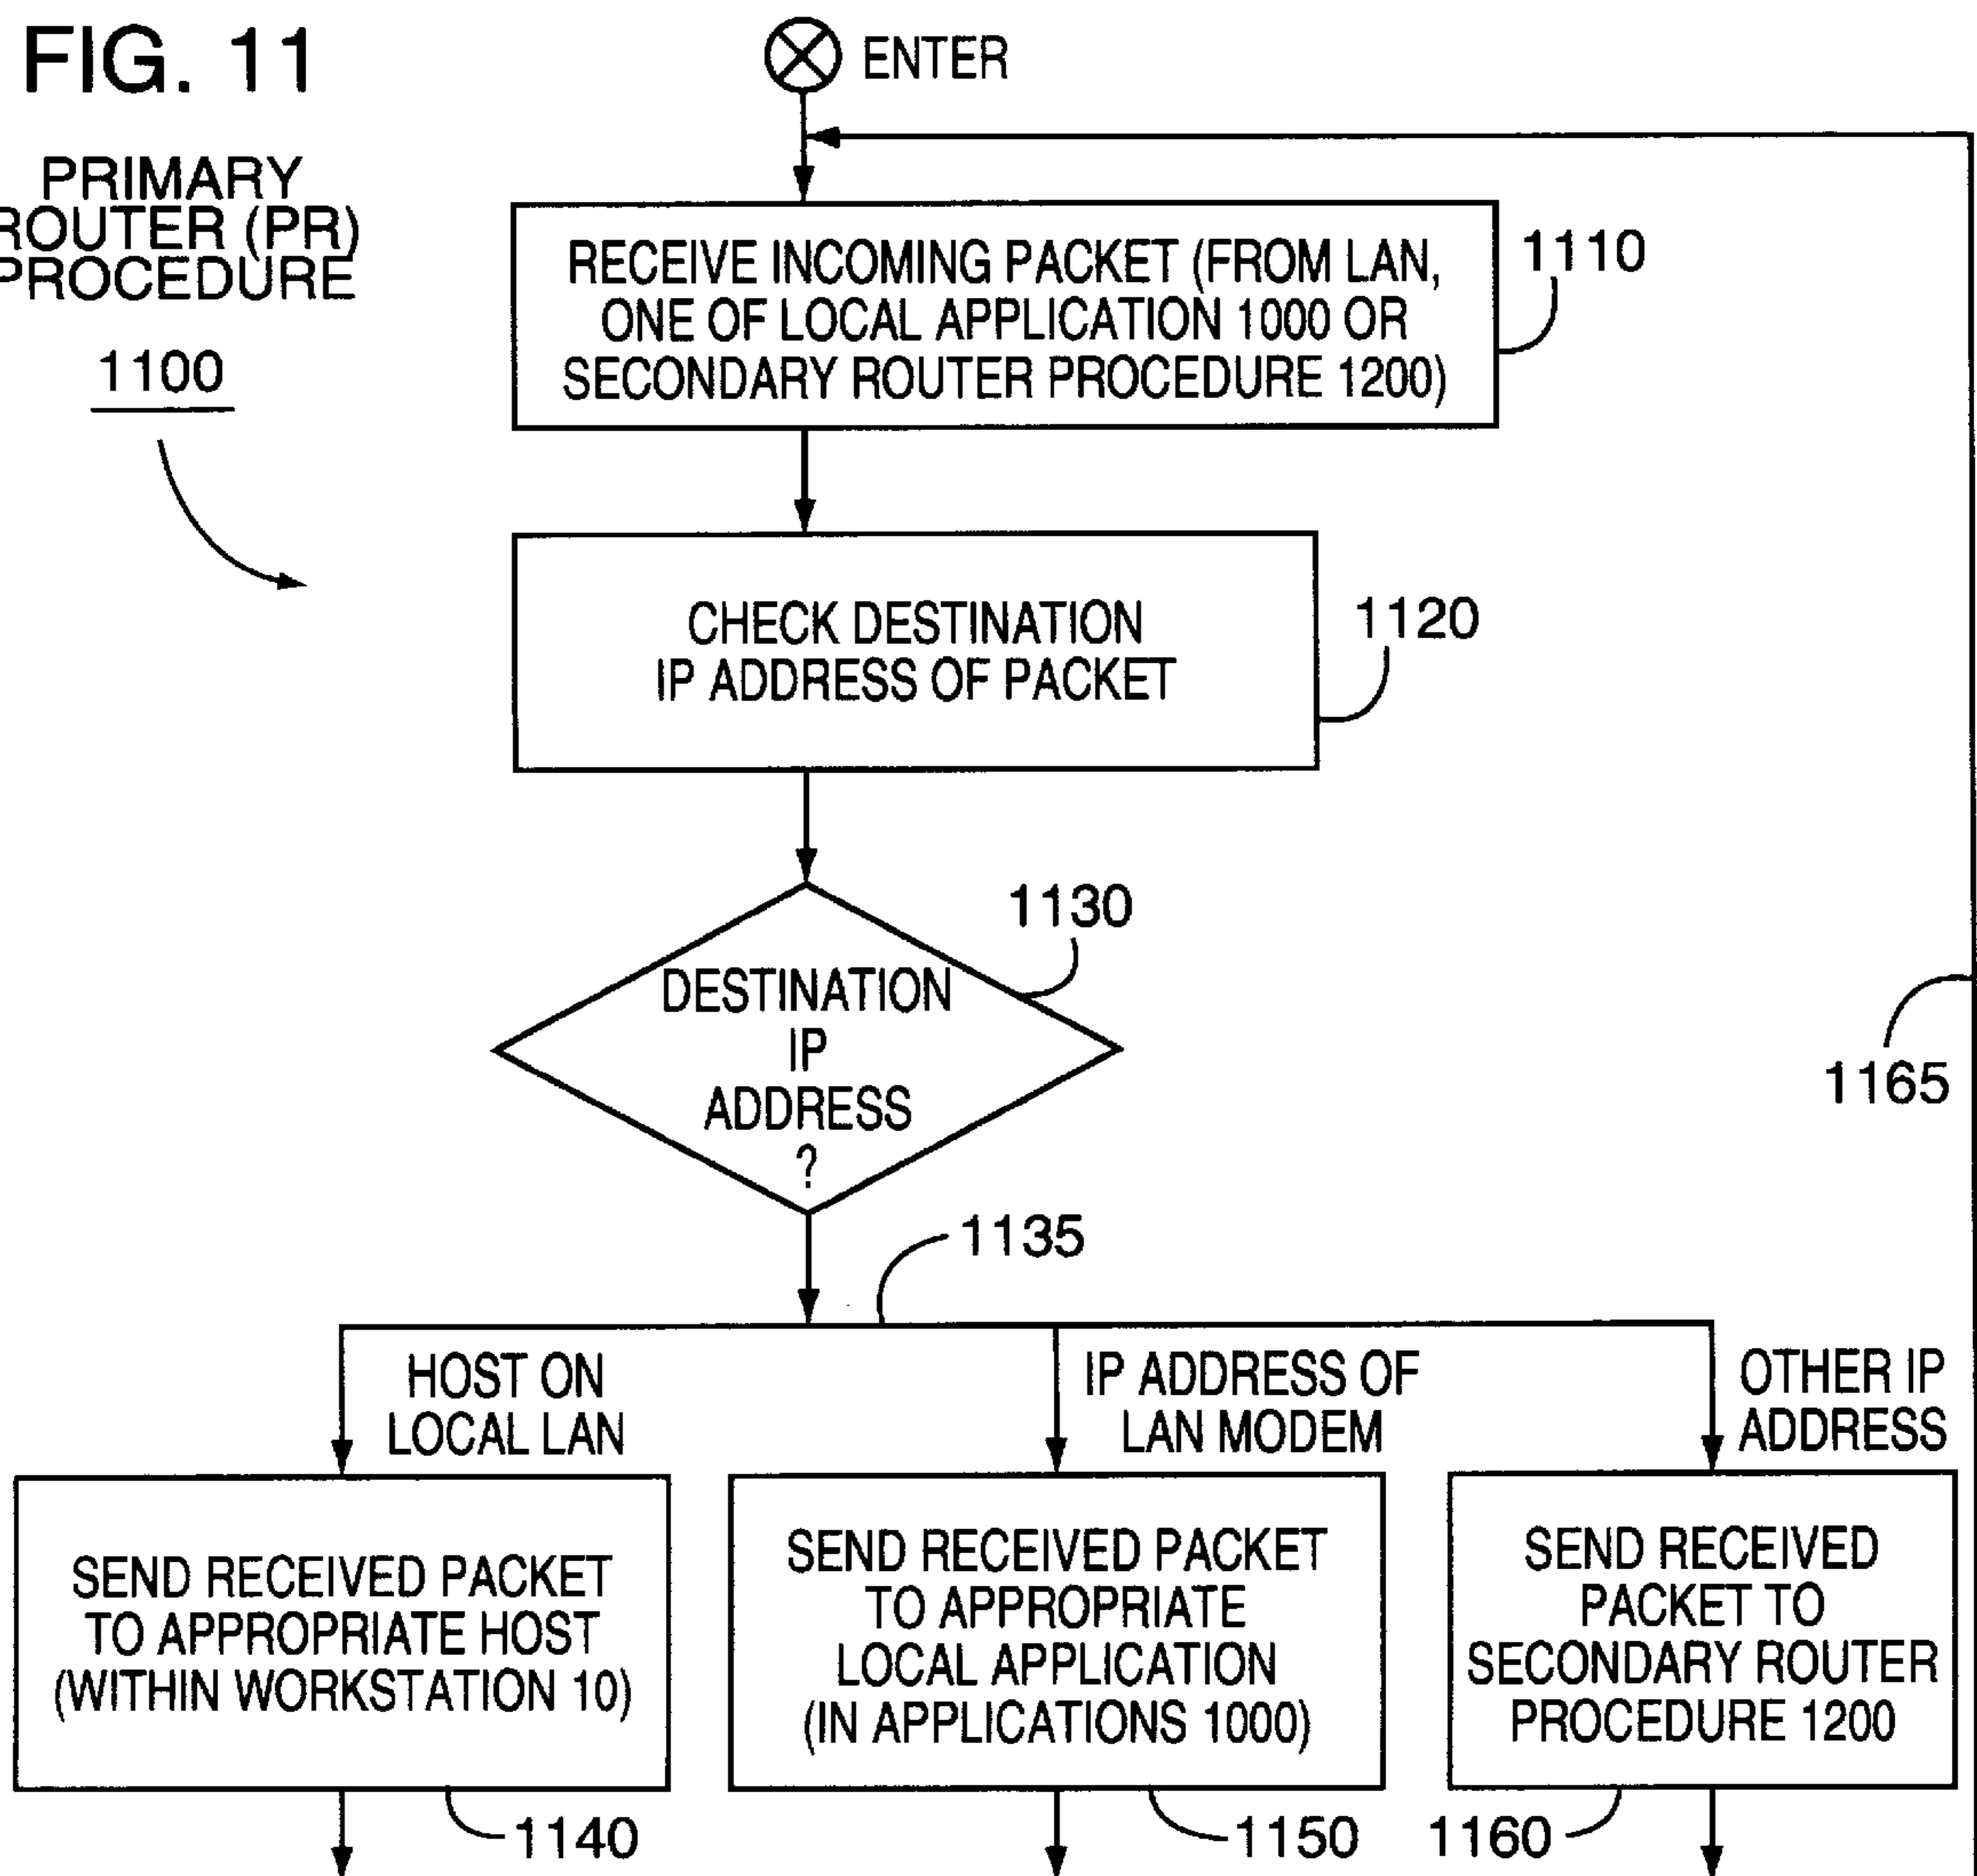 FIG. 11
PRIMARY
ROUTER (PR)
PROCEDURE
1100
ENTER
RECEIVE INCOMING PACKET (FROM LAN,
ONE OF LOCAL APPLICATION 1000 OR
SECONDARY ROUTER PROCEDURE 1200)
1110
CHECK DESTINATION
IP ADDRESS OF PACKET
1120
DESTINATION
IP
ADDRESS
?
1130
1165
1135
HOST ON
LOCAL LAN
IP ADDRESS OF
LAN MODEM
OTHER IP
ADDRESS
SEND RECEIVED PACKET
TO APPROPRIATE HOST
(WITHIN WORKSTATION 10)
SEND RECEIVED PACKET
TO APPROPRIATE
LOCAL APPLICATION
(IN APPLICATIONS 1000)
SEND RECEIVED
PACKET TO
SECONDARY ROUTER
PROCEDURE 1200
1140
1150
1160